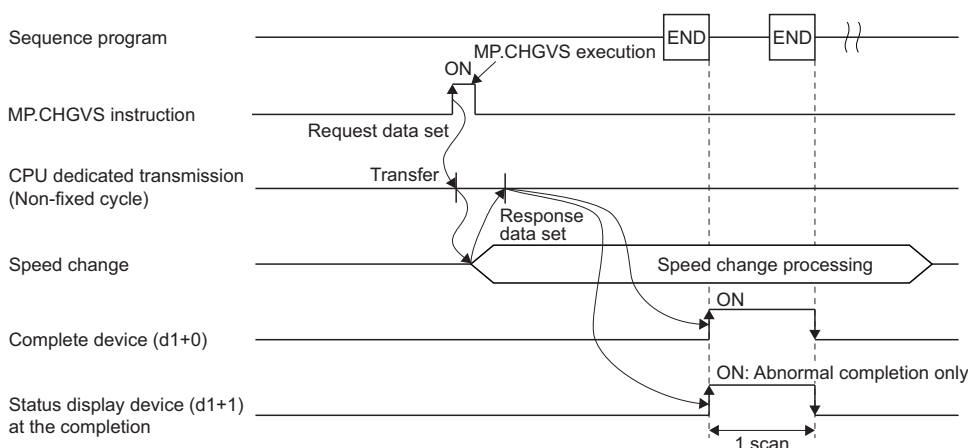 Sequence program
END
END
MP.CHGVS execution
ON
MP.CHGVS instruction
Request data set
CPU dedicated transmission
(Non-fixed cycle)
Transfer
Response
data set
Speed change
Speed change processing
ON
Complete device (d1+0)
ON: Abnormal completion only
Status display device (d1+1)
at the completion
1 scan